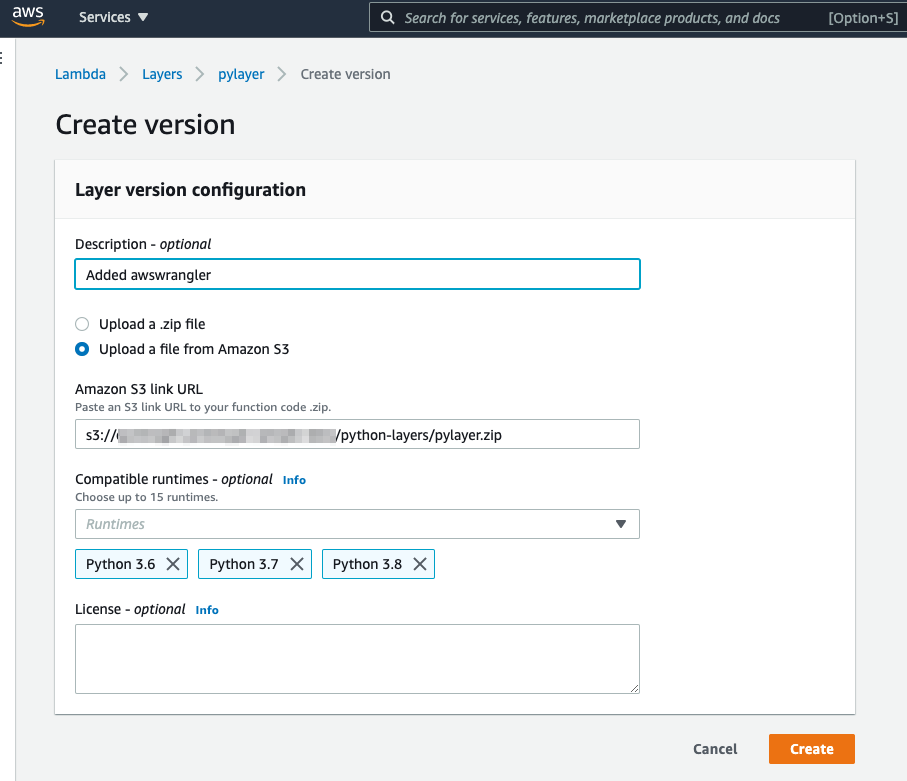 aws Services Search for services, features, marketplace products, and docs [Option+S]
Lambda Layers pylayer Create version
Create version
Layer version configuration
Description - optional
Added awswrangler
Upload a .zip file
Upload a file from Amazon S3
Amazon S3 link URL
Paste an S3 link URL to your function code .zip.
s3:// /python-layers/pylayer.zip
Compatible runtimes - optional Info
Choose up to 15 runtimes.
Runtimes
Python 3.6 Python 3.7 Python 3.8
License - optional Info
Cancel Create